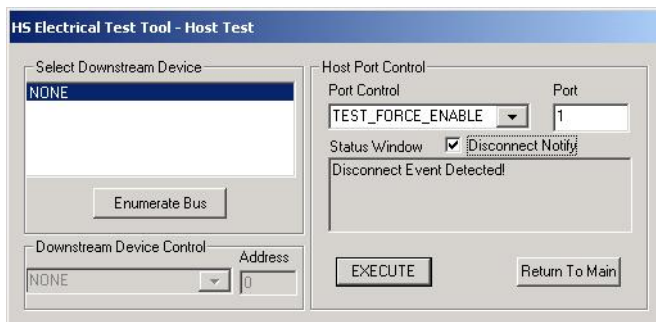 HS Electrical Test Tool - Host Test
Select Downstream Device
NONE
Enumerate Bus
Downstream Device Control
Address
NONE
0
Host Port Control
Port Control
Port
TEST_FORCE_ENABLE
1
Status Window
Disconnect Notify
Disconnect Event Detected!
EXECUTE
Return To Main